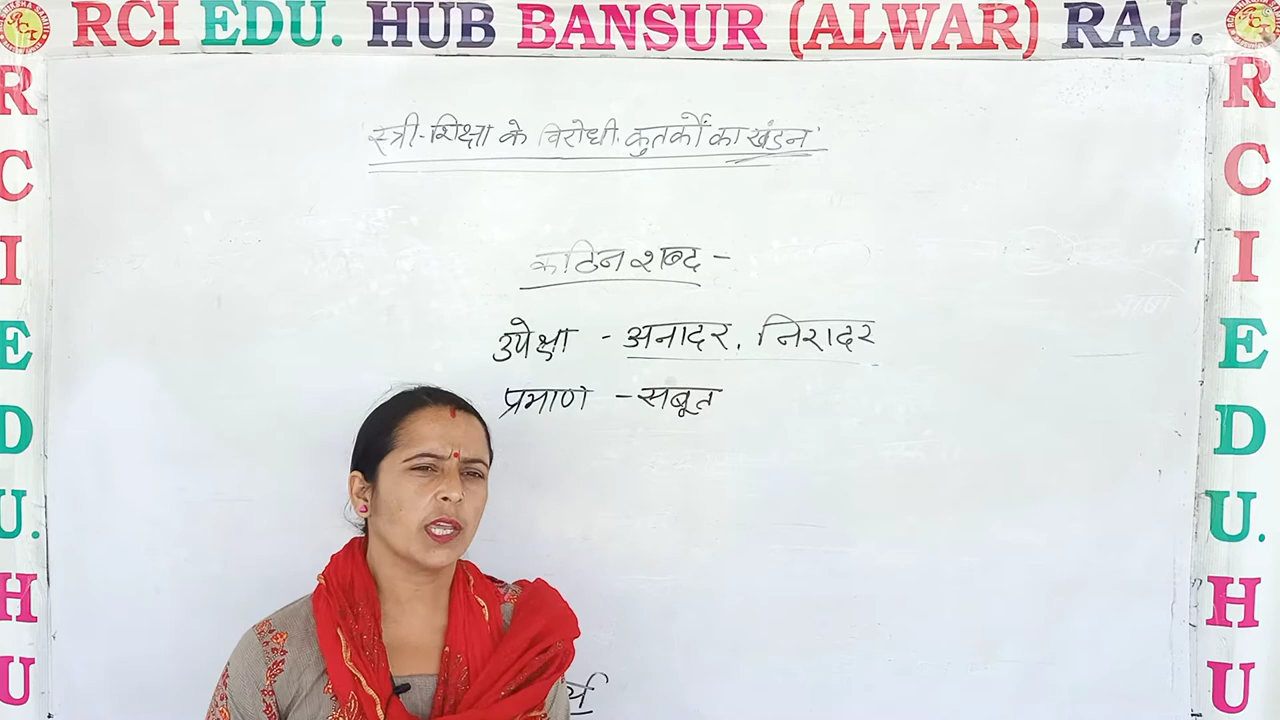 RCI EDU. HUB BANSUR (ALWAR) RAJ.
स्त्री-शिक्षा के विरोधी कुतर्कों का खंडन
कठिन शब्द -
उपेक्षा - अनादर, निरादर
प्रमाण - सबूत
R
C
I
E
D
U.
H
U
R
C
I
E
D
U.
H
U